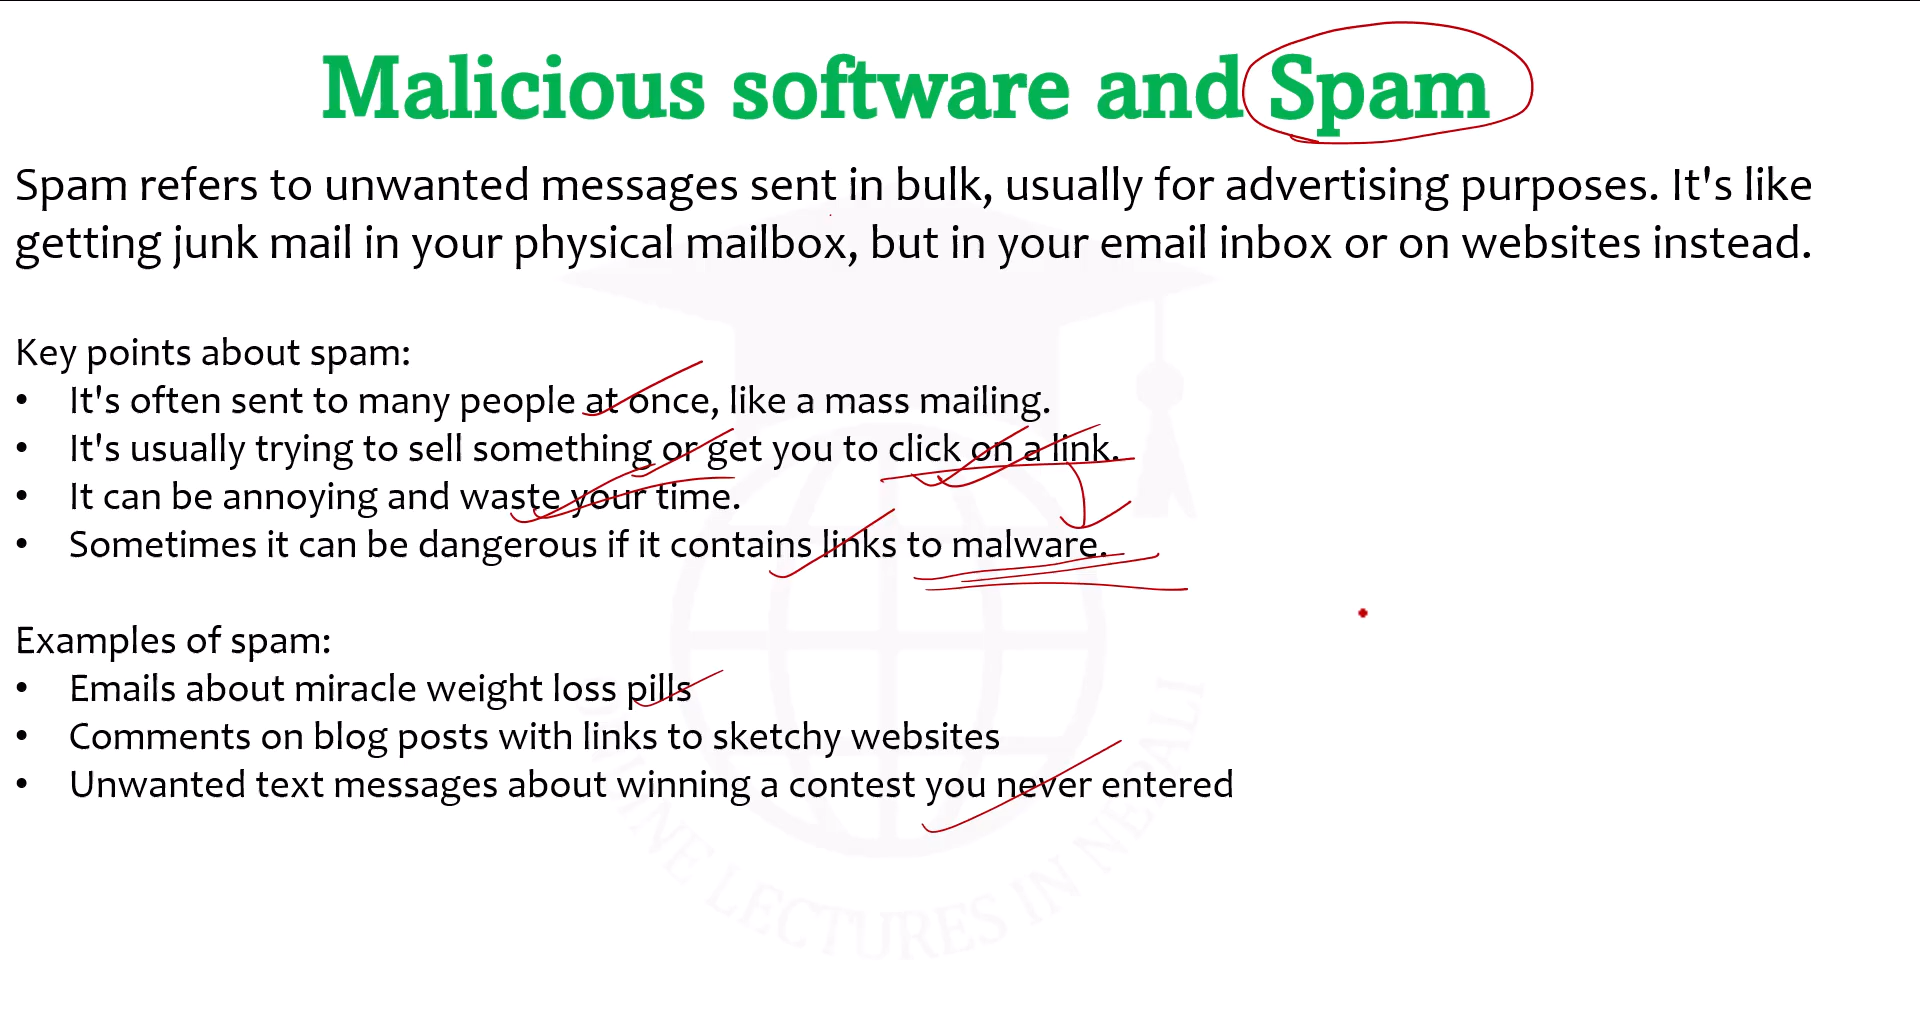 Malicious software and Spam
Spam refers to unwanted messages sent in bulk, usually for advertising purposes. It's like
getting junk mail in your physical mailbox, but in your email inbox or on websites instead.
Key points about spam:
• It's often sent to many people at once, like a mass mailing.
• It's usually trying to sell something or get you to click on a link.
• It can be annoying and waste your time.
• Sometimes it can be dangerous if it contains links to malware.
Examples of spam:
• Emails about miracle weight loss pills
• Comments on blog posts with links to sketchy websites
• Unwanted text messages about winning a contest you never entered
LECTURES IN NEPALI